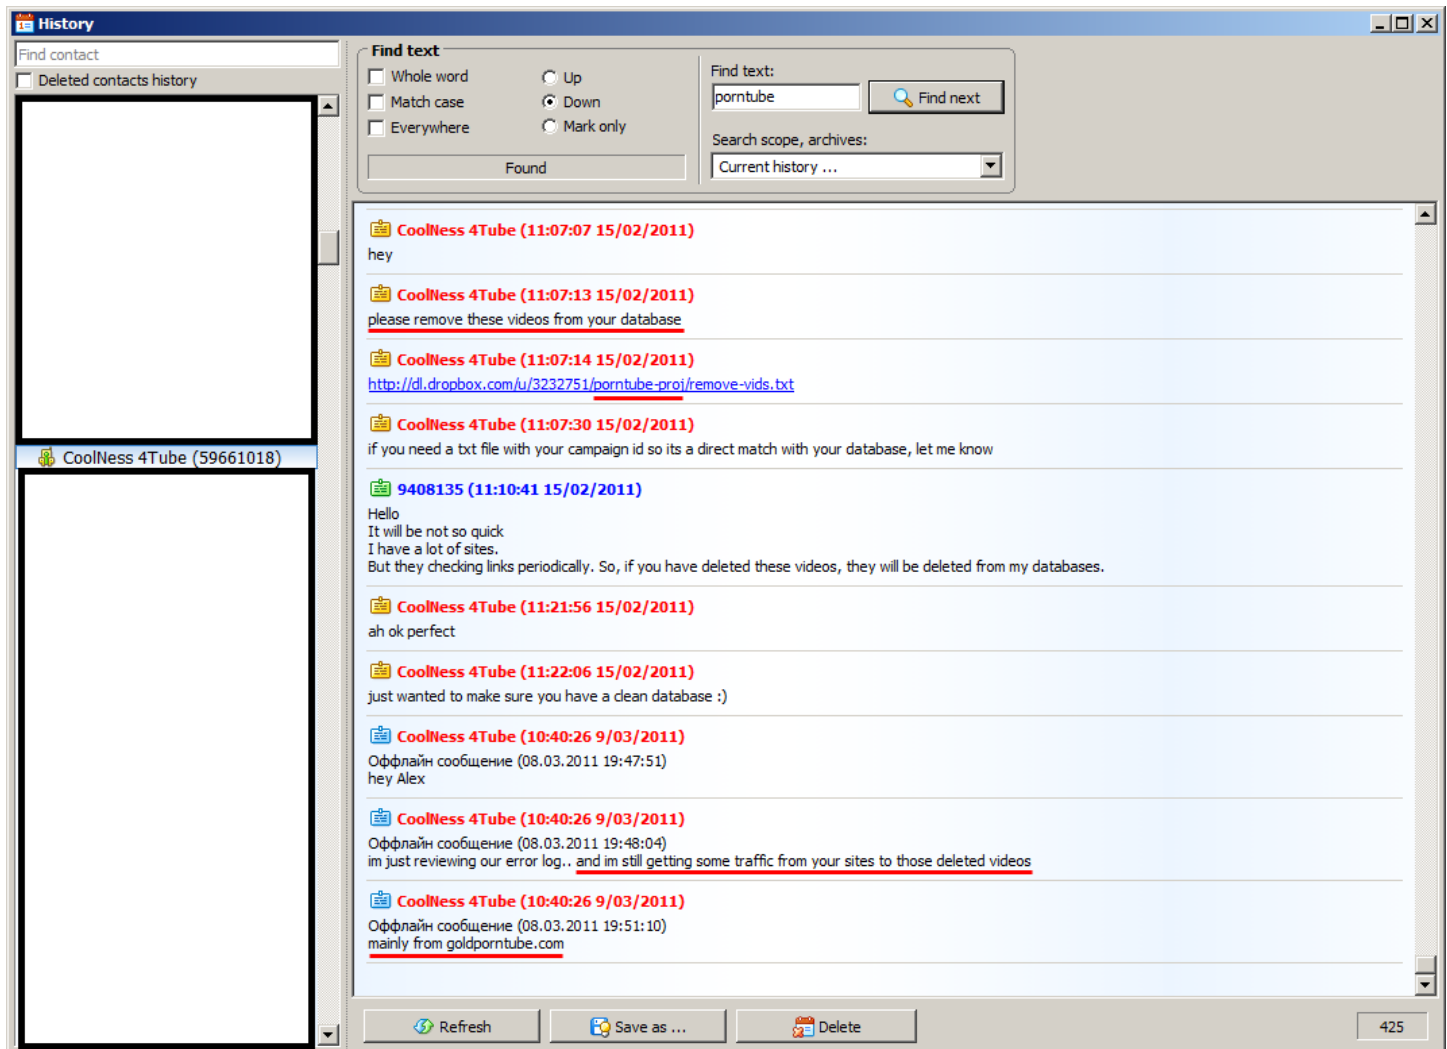 History
Find contact
Deleted contacts history
CoolNess 4Tube (59661018)
Find text
Whole word
Up
Match case
Down
Everywhere
Mark only
Found
Find text:
porntube
Find next
Search scope, archives:
Current history ...
CoolNess 4Tube (11:07:07 15/02/2011)
hey
CoolNess 4Tube (11:07:13 15/02/2011)
please remove these videos from your database
CoolNess 4Tube (11:07:14 15/02/2011)
http://dl.dropbox.com/u/3232751/porntube-proj/remove-vids.txt
CoolNess 4Tube (11:07:30 15/02/2011)
if you need a txt file with your campaign id so its a direct match with your database, let me know
9408135 (11:10:41 15/02/2011)
Hello
It will be not so quick
I have a lot of sites.
But they checking links periodically. So, if you have deleted these videos, they will be deleted from my databases.
CoolNess 4Tube (11:21:56 15/02/2011)
ah ok perfect
CoolNess 4Tube (11:22:06 15/02/2011)
just wanted to make sure you have a clean database :)
CoolNess 4Tube (10:40:26 9/03/2011)
Оффлайн сообщение (08.03.2011 19:47:51)
hey Alex
CoolNess 4Tube (10:40:26 9/03/2011)
Оффлайн сообщение (08.03.2011 19:48:04)
im just reviewing our error log.. and im still getting some traffic from your sites to those deleted videos
CoolNess 4Tube (10:40:26 9/03/2011)
Оффлайн сообщение (08.03.2011 19:51:10)
mainly from goldporntube.com
Refresh
Save as ...
Delete
425